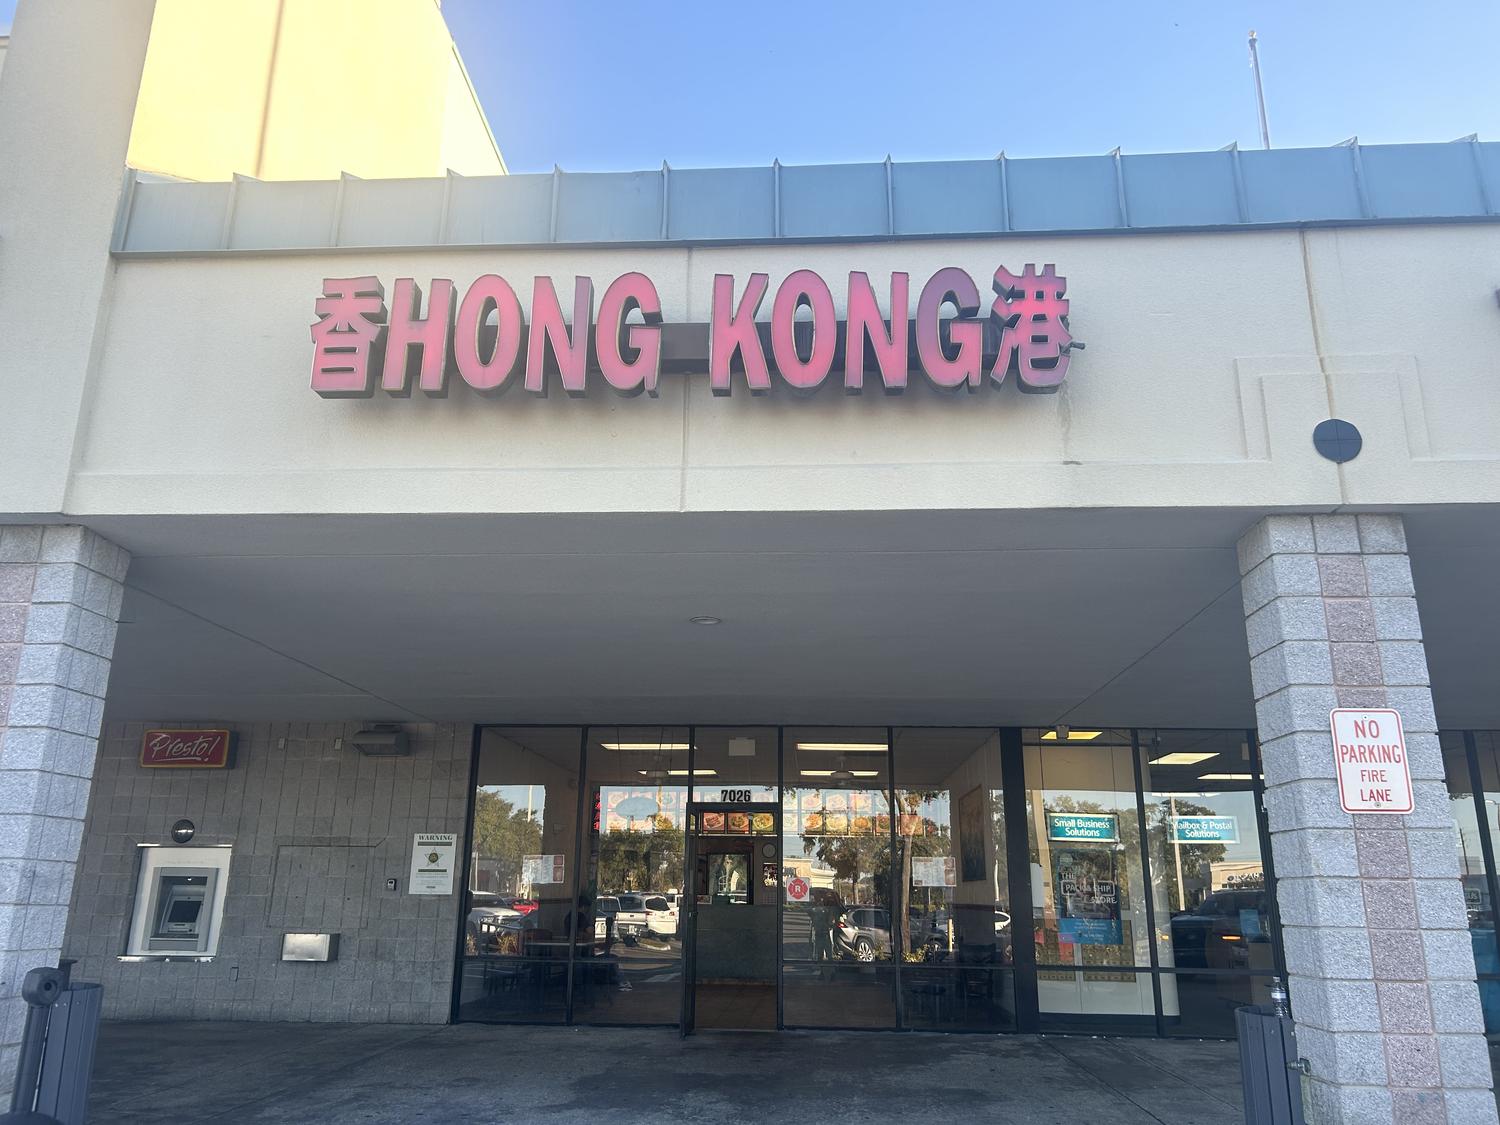 香HONG KONG港
Presto!
WARNING
7026
R
Small Business
Solutions
Mailbox & Postal
Solutions
THE
PACK & SHIP
STORE
NO
PARKING
FIRE
LANE